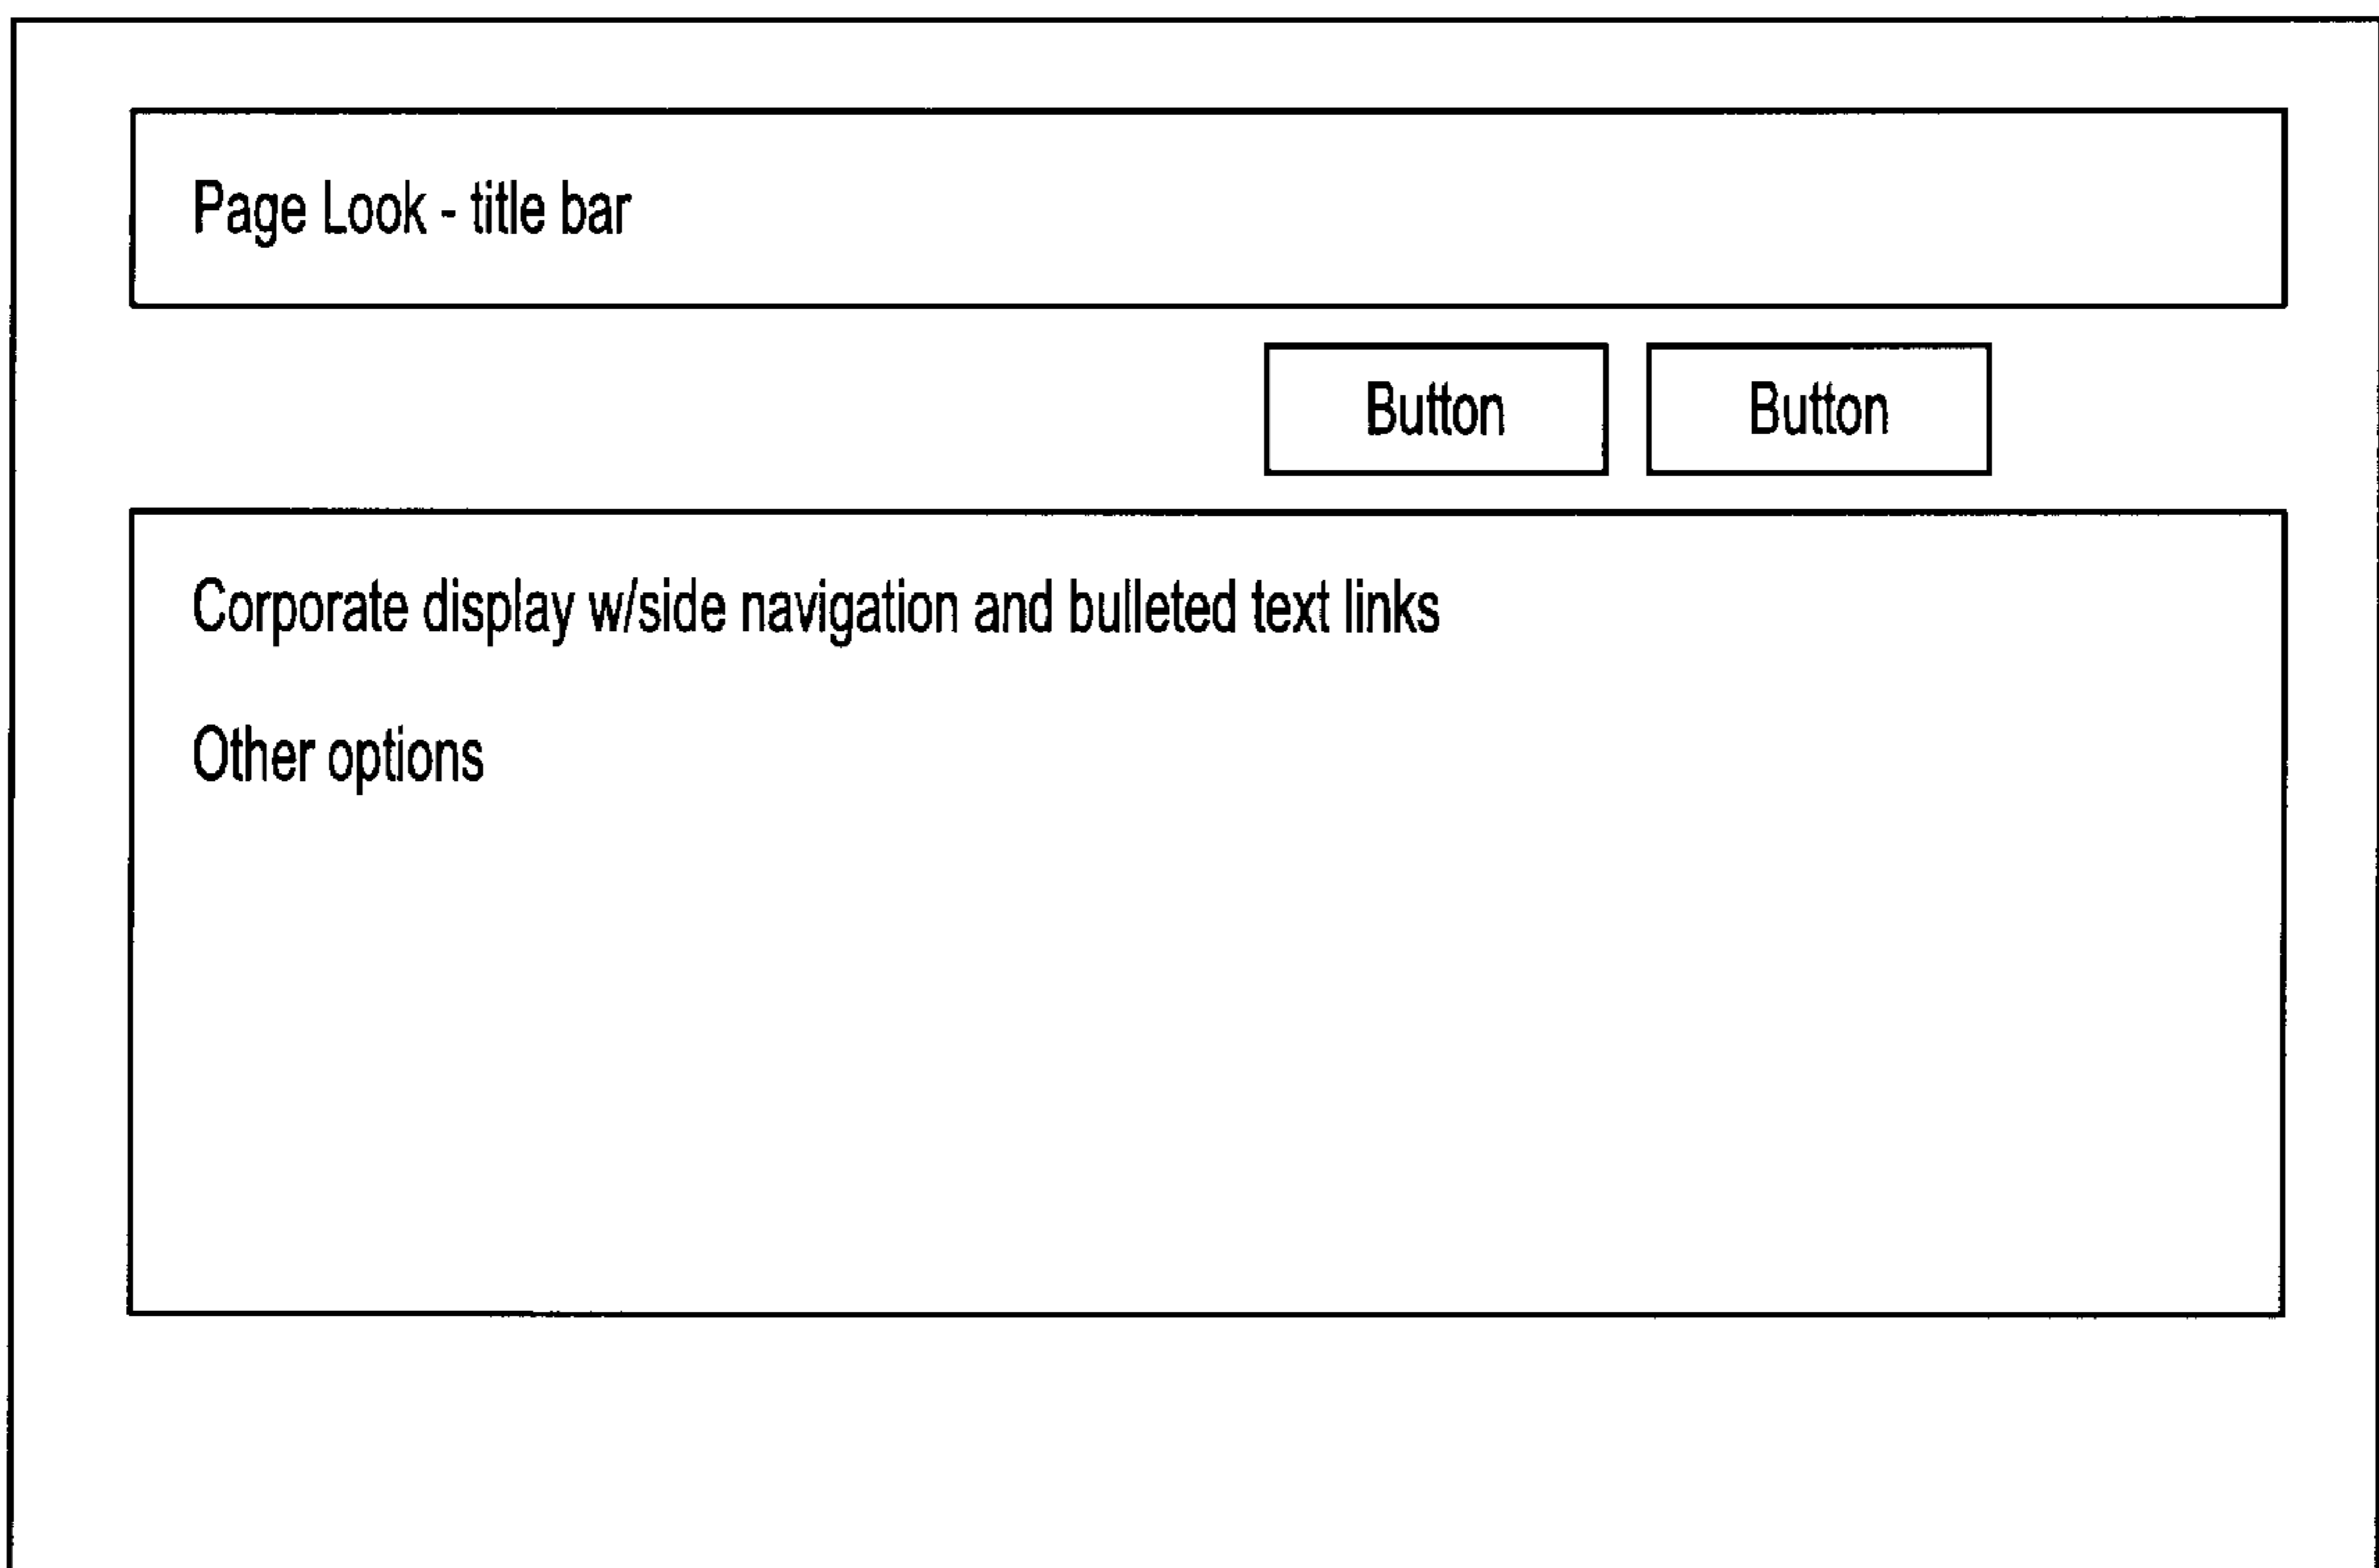 Page Look - title bar
Button Button
Corporate display w/side navigation and bulleted text links
Other options